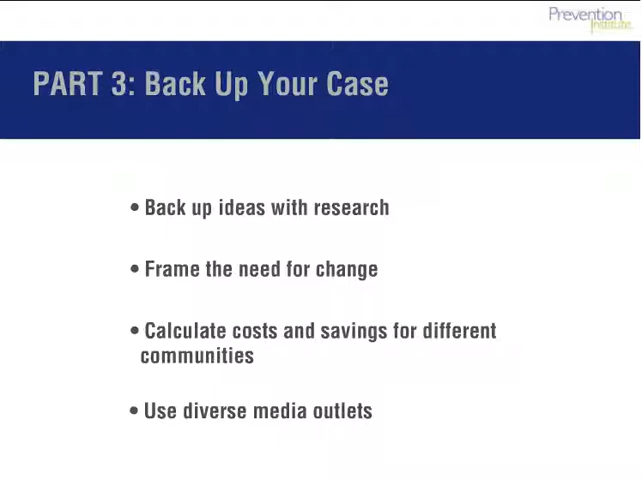 Prevention
Institute
PART 3: Back Up Your Case
• Back up ideas with research
• Frame the need for change
• Calculate costs and savings for different
communities
• Use diverse media outlets